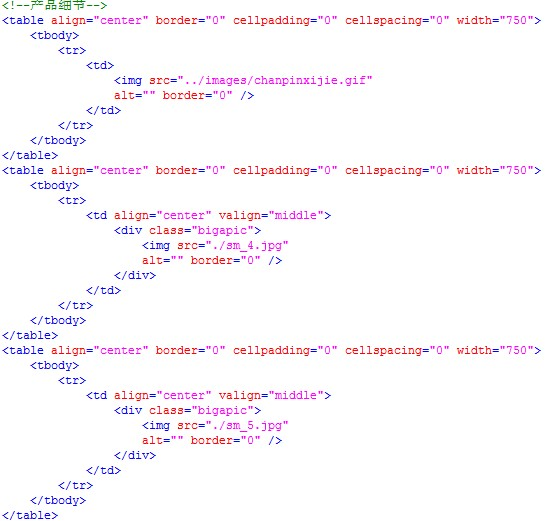 <!--产品细节-->
<table align="center" border="0" cellpadding="0" cellspacing="0" width="750">
<tbody>
<tr>
<td>
<img src="../images/chanpinxijie.gif"
alt="" border="0" />
</td>
</tr>
</tbody>
</table>
<table align="center" border="0" cellpadding="0" cellspacing="0" width="750">
<tbody>
<tr>
<td align="center" valign="middle">
<div class="bigapic">
<img src="./sm_4.jpg"
alt="" border="0" />
</div>
</td>
</tr>
</tbody>
</table>
<table align="center" border="0" cellpadding="0" cellspacing="0" width="750">
<tbody>
<tr>
<td align="center" valign="middle">
<div class="bigapic">
<img src="./sm_5.jpg"
alt="" border="0" />
</div>
</td>
</tr>
</tbody>
</table>